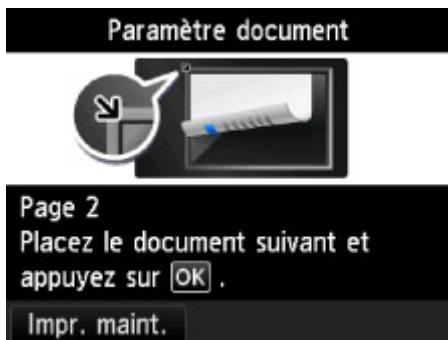 Paramètre document
Page 2
Placez le document suivant et
appuyez sur OK .
Impr. maint.